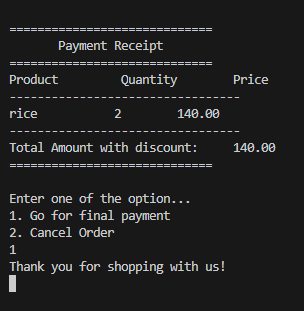 =============================
Payment Receipt
=============================
Product Quantity Price
---------------------------------
rice 2 140.00
---------------------------------
Total Amount with discount: 140.00
=============================
Enter one of the option...
1. Go for final payment
2. Cancel Order
1
Thank you for shopping with us!